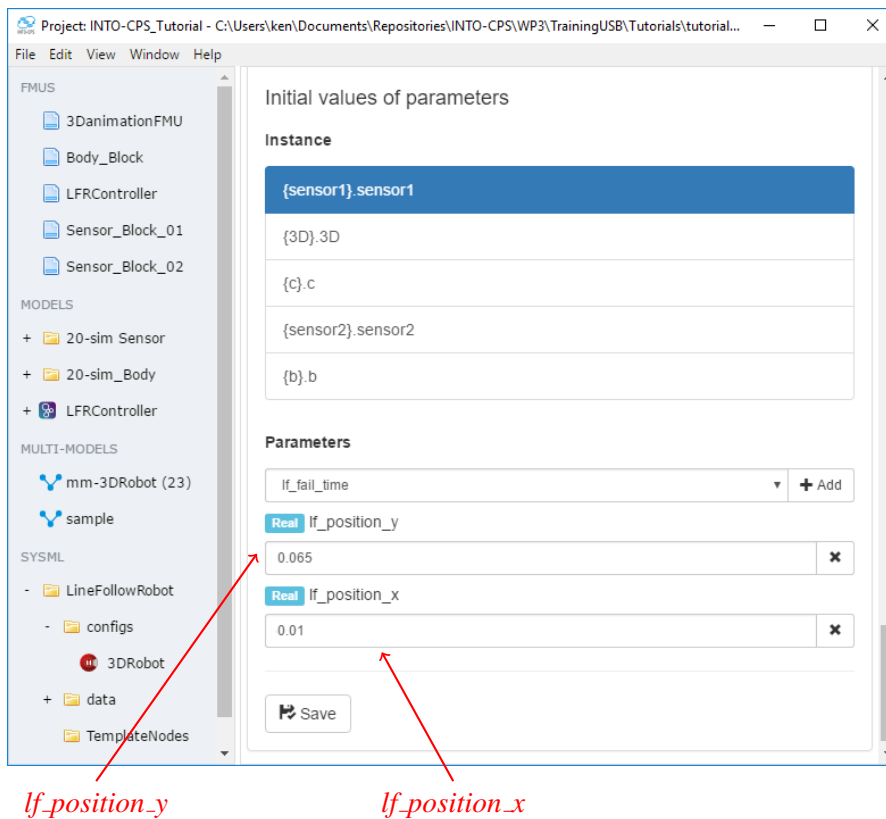 Project: INTO-CPS_Tutorial - C:\Users\ken\Documents\Repositories\INTO-CPS\WP3\TrainingUSB\Tutorials\tutorial...
File Edit View Window Help
FMUS
3DanimationFMU
Body_Block
LFRController
Sensor_Block_01
Sensor_Block_02
MODELS
+ 20-sim Sensor
+ 20-sim_Body
+ LFRController
MULTI-MODELS
mm-3DRobot (23)
sample
SYSML
- LineFollowRobot
- configs
3DRobot
+ data
TemplateNodes
Initial values of parameters
Instance
{sensor1}.sensor1
{3D}.3D
{c}.c
{sensor2}.sensor2
{b}.b
Parameters
lf_fail_time
+ Add
Real lf_position_y
0.065
Real lf_position_x
0.01
Save
lf_position_y
lf_position_x